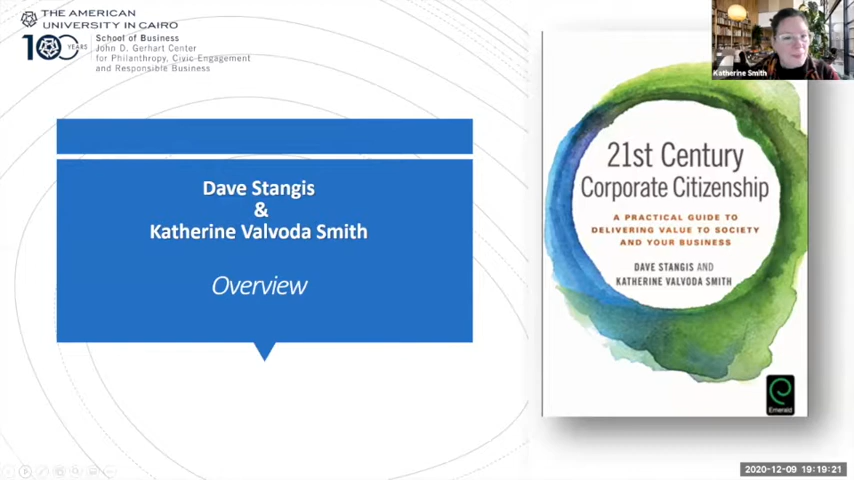 THE AMERICAN
UNIVERSITY IN CAIRO
100 YEARS
School of Business
John D. Gerhart Center
for Philanthropy, Civic Engagement
and Responsible Business
Katherine Smith
Dave Stangis
&
Katherine Valvoda Smith
Overview
21st Century
Corporate Citizenship
A PRACTICAL GUIDE TO
DELIVERING VALUE TO SOCIETY
AND YOUR BUSINESS
DAVE STANGIS AND
KATHERINE VALVODA SMITH
Emerald
2020-12-09 19:19:21